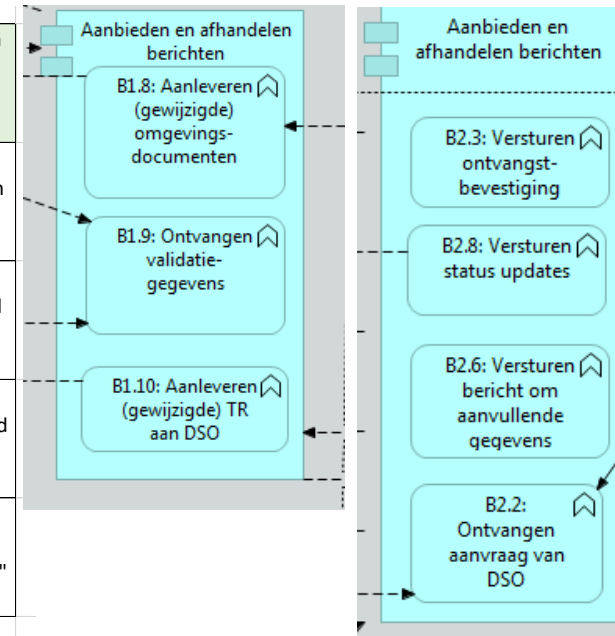 Aanbieden en afhandelen
berichten
B1.8: Aanleveren
(gewijzigde)
omgevings-
documenten
B1.9: Ontvangen
validatie-
gegevens
B1.10: Aanleveren
(gewijzigde) TR
aan DSO
Aanbieden en
afhandelen berichten
B2.3: Versturen
ontvangst-
bevestiging
B2.8: Versturen
status updates
B2.6: Versturen
bericht om
aanvullende
gegevens
B2.2:
Ontvangen
aanvraag van
DSO